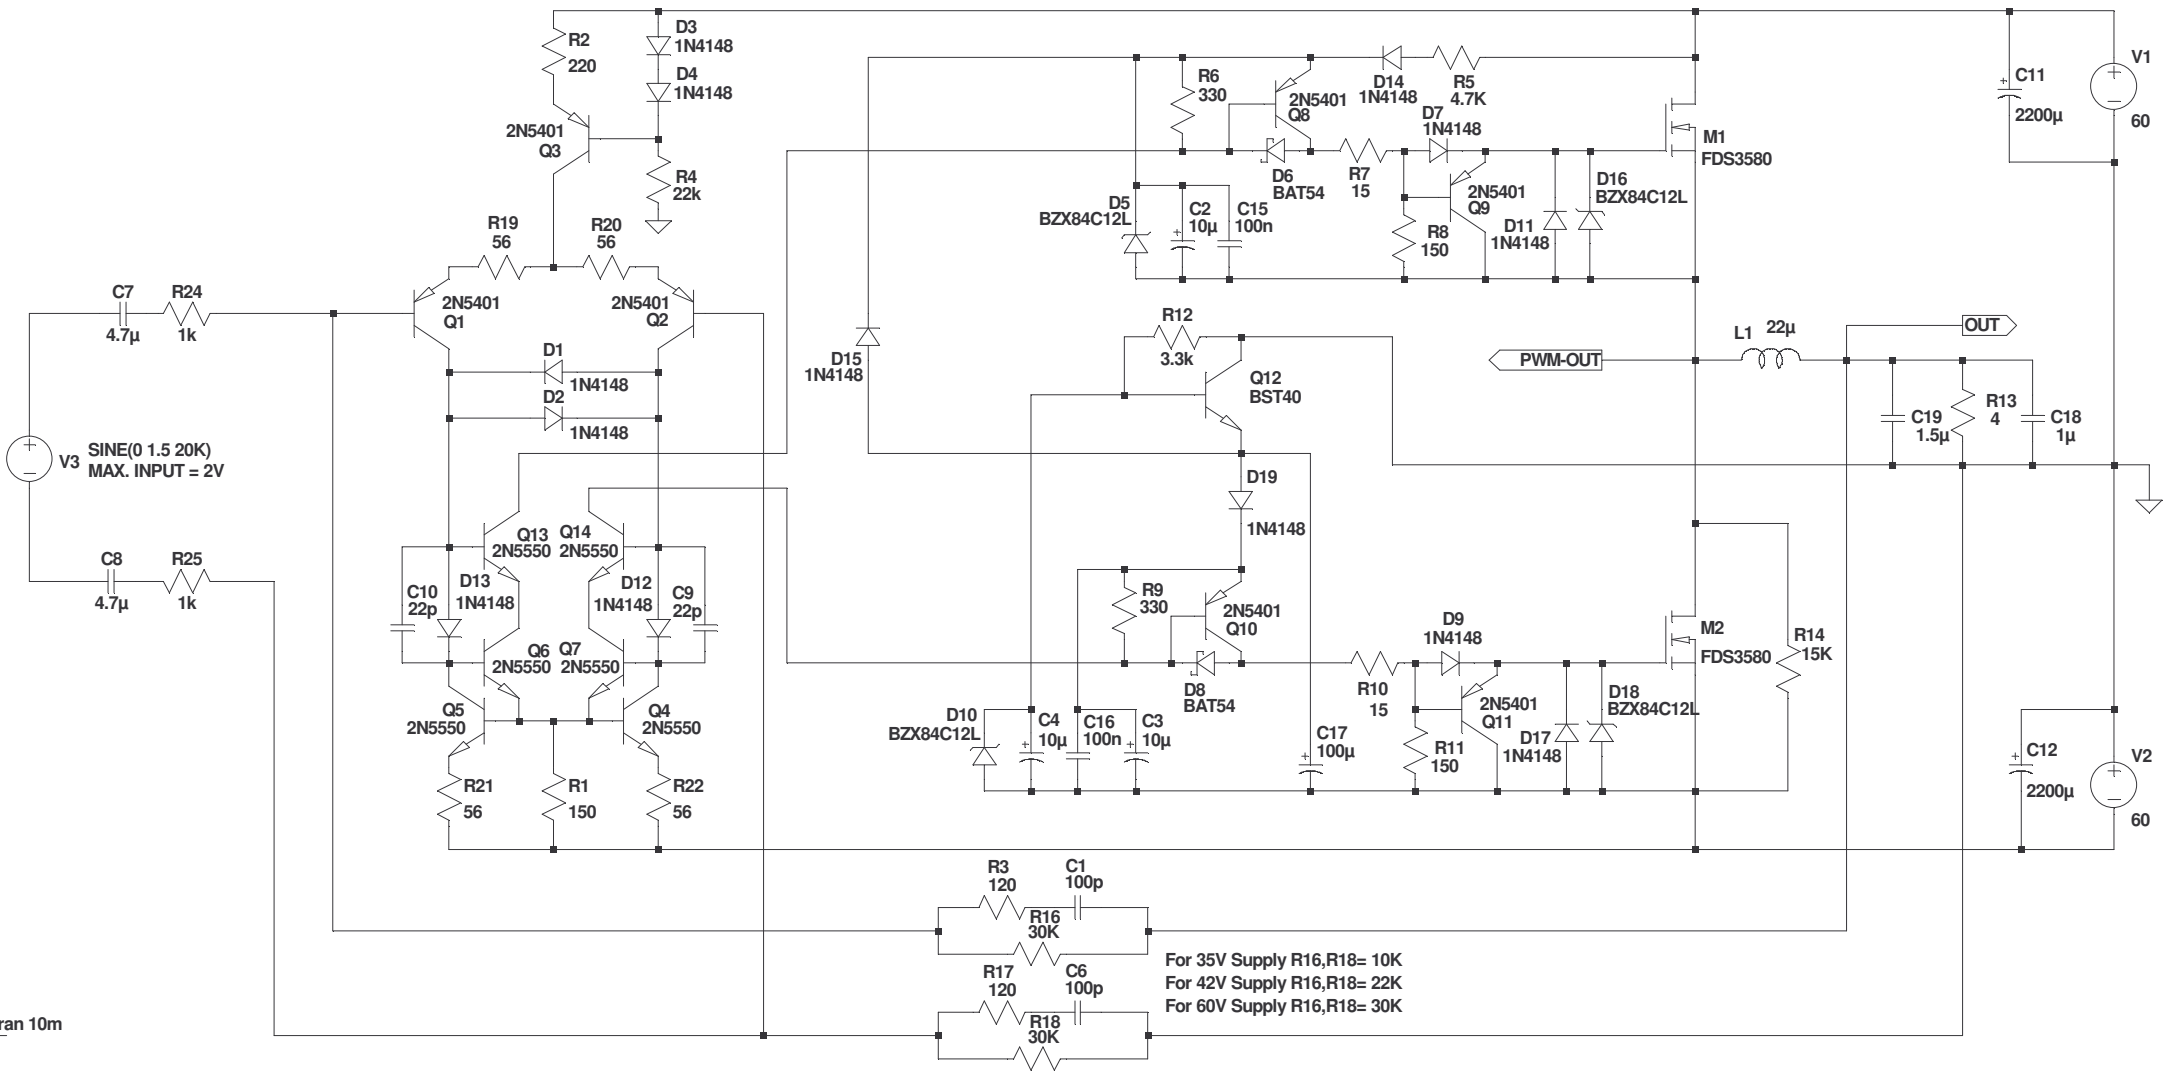 R2
220
D3
1N4148
D4
1N4148
2N5401
Q3
R4
22k
R19
56
R20
56
2N5401
Q1
2N5401
Q2
C7
4.7µ
R24
1k
V3
SINE(0 1.5 20K)
MAX. INPUT = 2V
C8
4.7µ
R25
1k
D1
1N4148
D2
1N4148
Q13
2N5550
Q14
2N5550
C10
22p
D13
1N4148
D12
1N4148
C9
22p
Q6
2N5550
Q7
2N5550
Q5
2N5550
Q4
2N5550
R21
56
R1
150
R22
56
D15
1N4148
R6
330
2N5401
Q8
D14
1N4148
R5
4.7K
D7
1N4148
D6
BAT54
R7
15
2N5401
Q9
D5
BZX84C12L
C2
10µ
C15
100n
R8
150
D11
1N4148
D16
BZX84C12L
M1
FDS3580
R12
3.3k
Q12
BST40
D19
1N4148
R9
330
2N5401
Q10
D8
BAT54
D10
BZX84C12L
C4
10µ
C16
100n
C3
10µ
C17
100µ
R10
15
D9
1N4148
2N5401
Q11
R11
150
D17
1N4148
D18
BZX84C12L
M2
FDS3580
R14
15K
PWM-OUT
L1
22µ
OUT
C19
1.5µ
R13
4
C18
1µ
C11
2200µ
V1
60
C12
2200µ
V2
60
R3
120
C1
100p
R16
30K
R17
120
C6
100p
R18
30K
For 35V Supply R16,R18= 10K
For 42V Supply R16,R18= 22K
For 60V Supply R16,R18= 30K
ran 10m